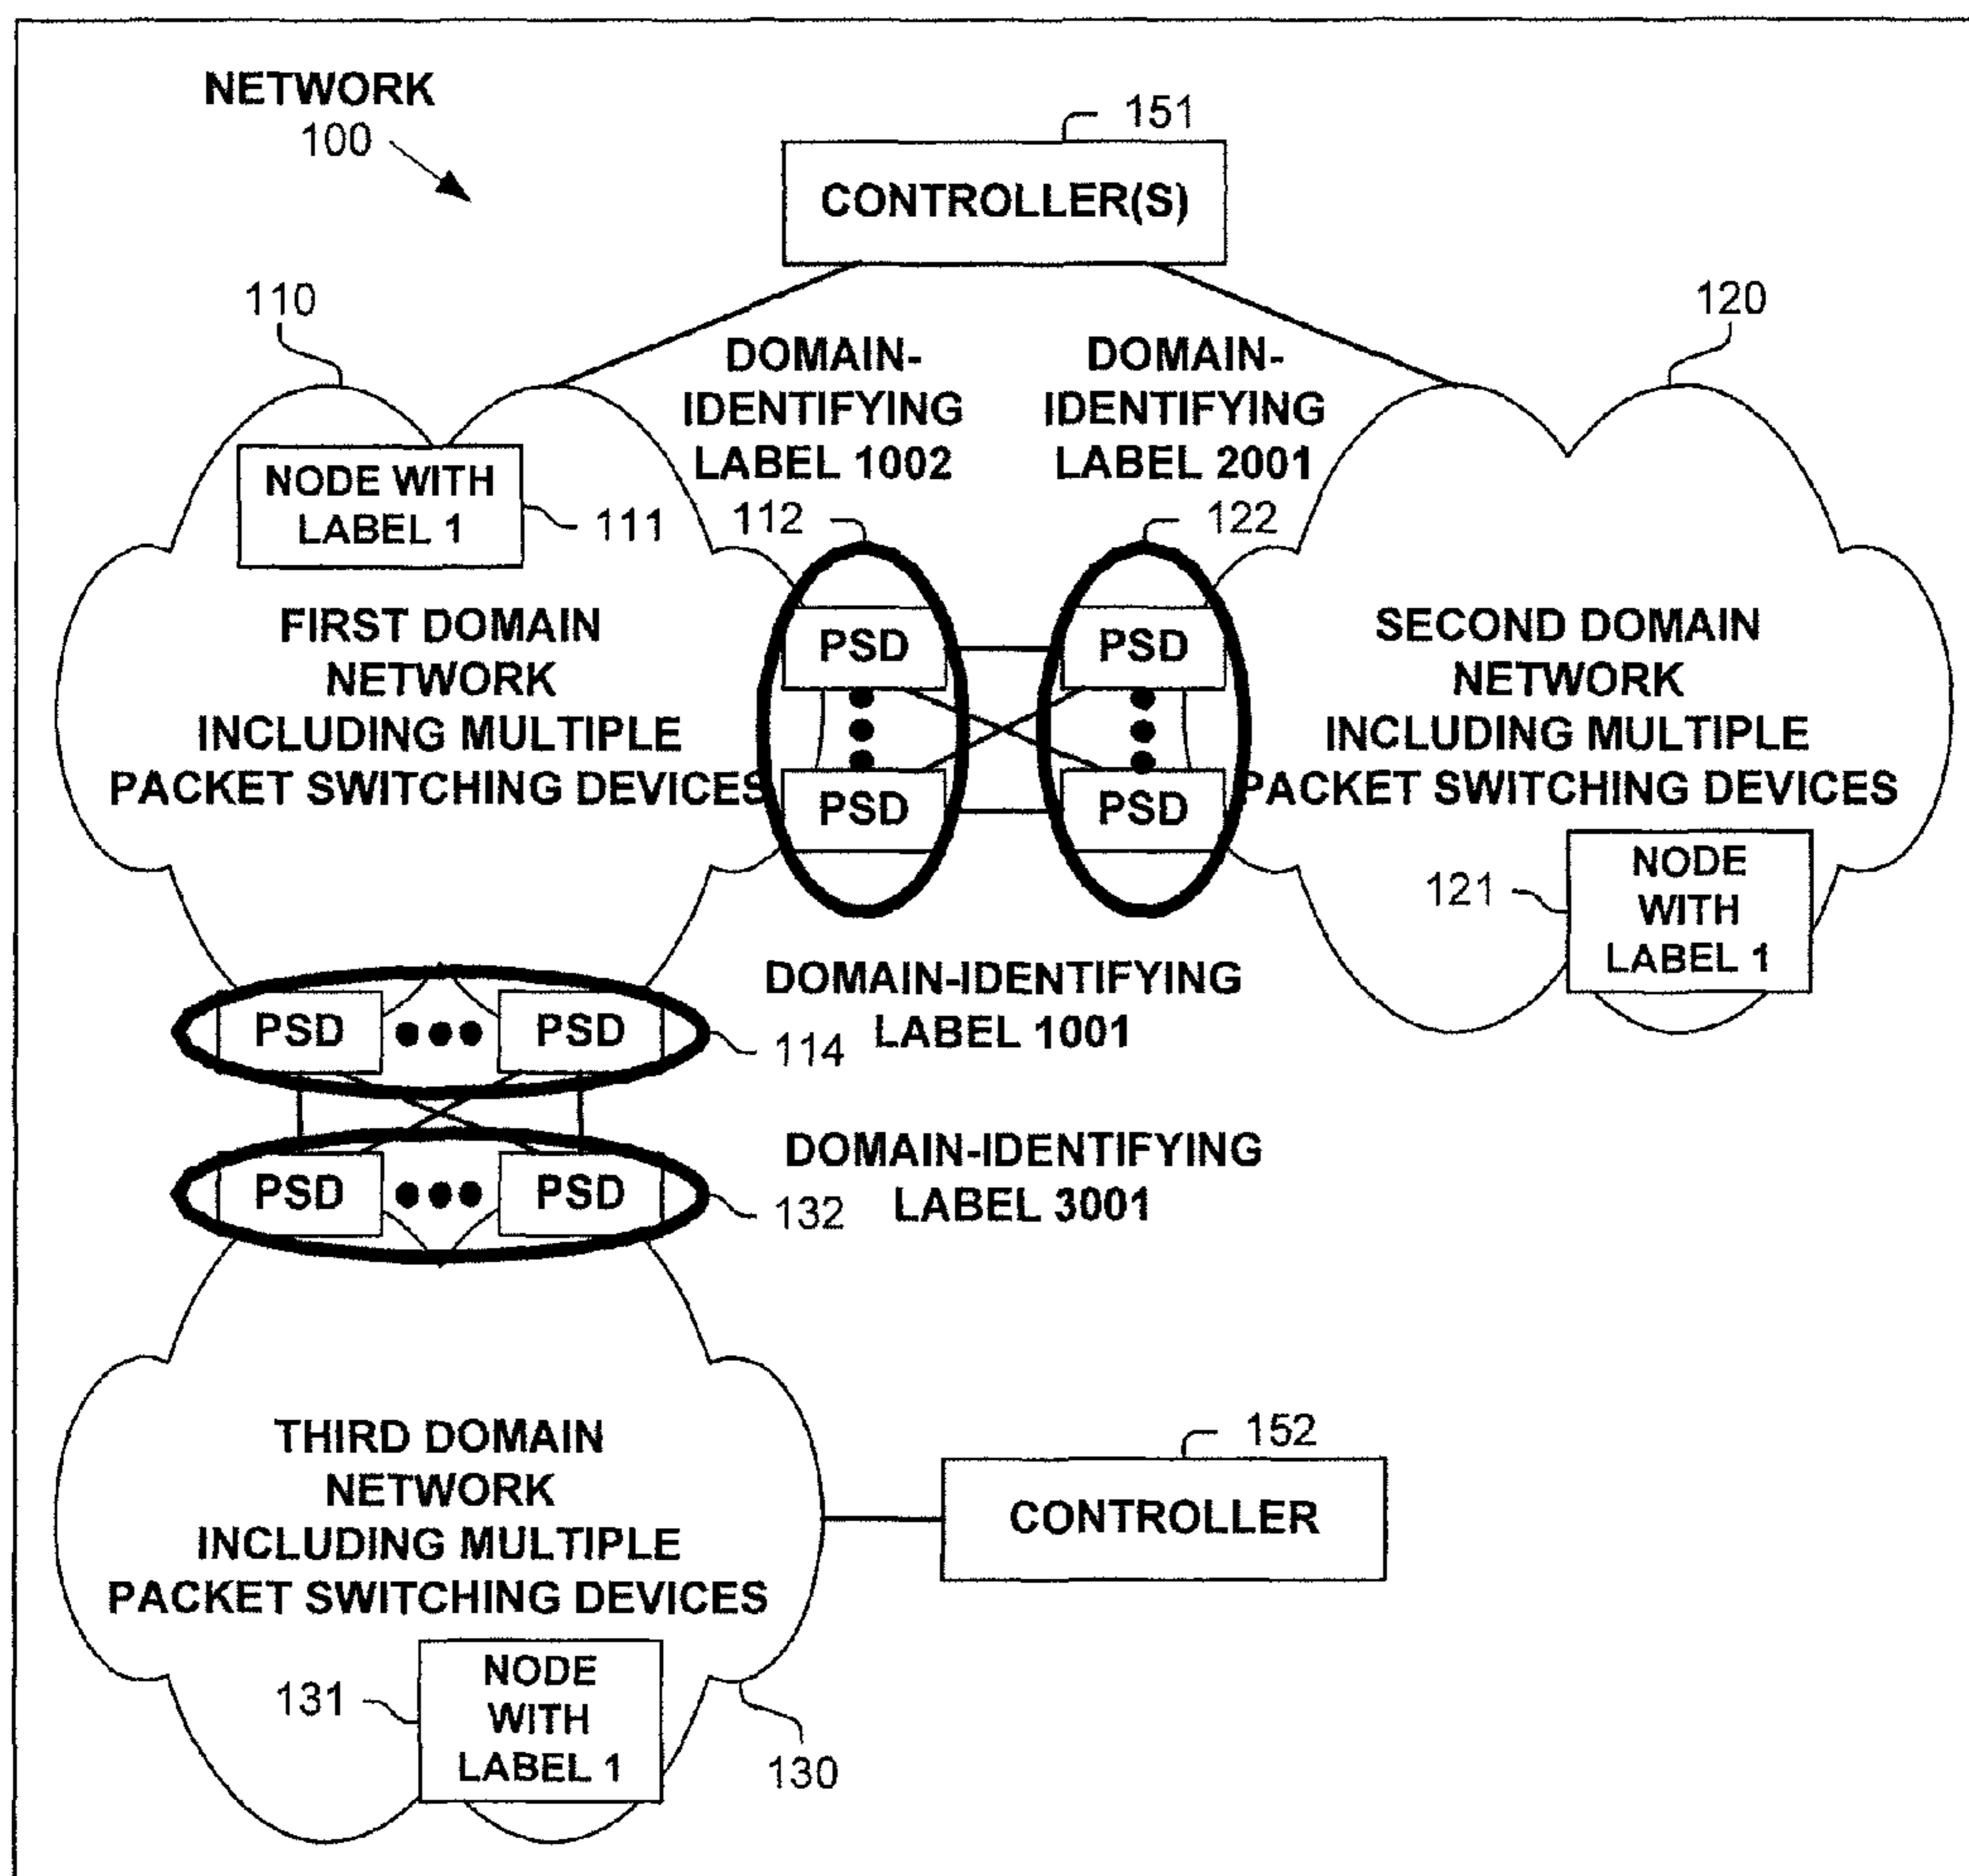 NETWORK
100
151
CONTROLLER(S)
110
120
DOMAIN-
IDENTIFYING
LABEL 1002
DOMAIN-
IDENTIFYING
LABEL 2001
NODE WITH
LABEL 1
111
112
122
FIRST DOMAIN
NETWORK
INCLUDING MULTIPLE
PACKET SWITCHING DEVICES
PSD
PSD
PSD
PSD
SECOND DOMAIN
NETWORK
INCLUDING MULTIPLE
PACKET SWITCHING DEVICES
121
NODE
WITH
LABEL 1
DOMAIN-IDENTIFYING
LABEL 1001
PSD
PSD
114
DOMAIN-IDENTIFYING
LABEL 3001
PSD
PSD
132
THIRD DOMAIN
NETWORK
INCLUDING MULTIPLE
PACKET SWITCHING DEVICES
152
CONTROLLER
131
NODE
WITH
LABEL 1
130